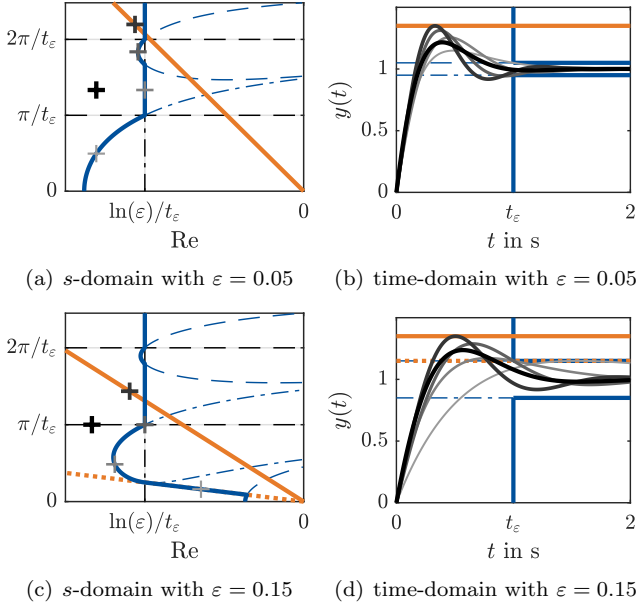 2π/tε
π/tε
0
ln(ε)/tε
0
Re
(a) s-domain with ε = 0.05
1
0.5
0
0
tε
2
y(t)
t in s
(b) time-domain with ε = 0.05
2π/tε
π/tε
0
ln(ε)/tε
0
Re
(c) s-domain with ε = 0.15
1
0.5
0
0
tε
2
y(t)
t in s
(d) time-domain with ε = 0.15